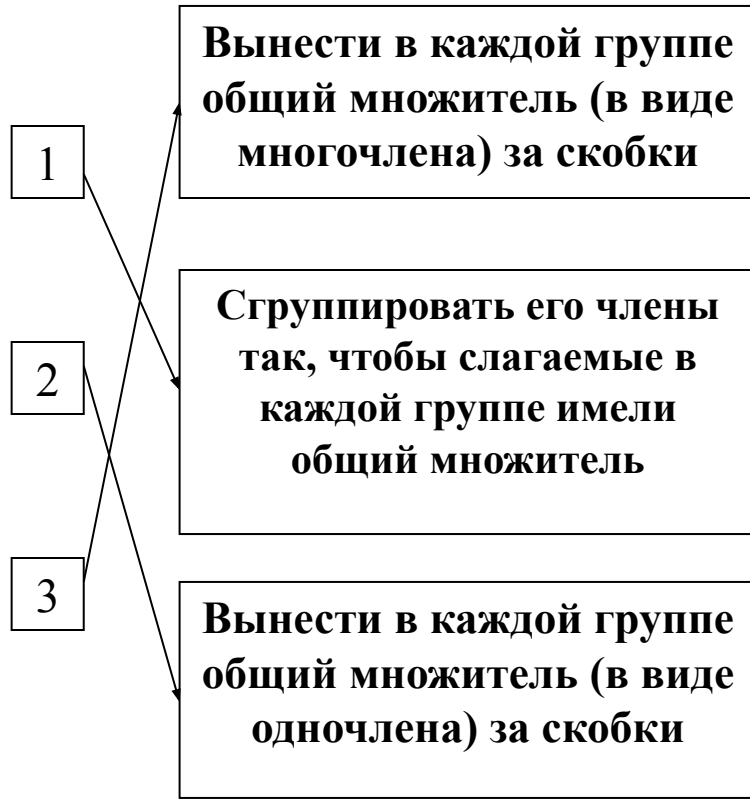 Вынести в каждой группе
общий множитель (в виде
многочлена) за скобки
1
Сгруппировать его члены
так, чтобы слагаемые в
каждой группе имели
общий множитель
2
3
Вынести в каждой группе
общий множитель (в виде
одночлена) за скобки